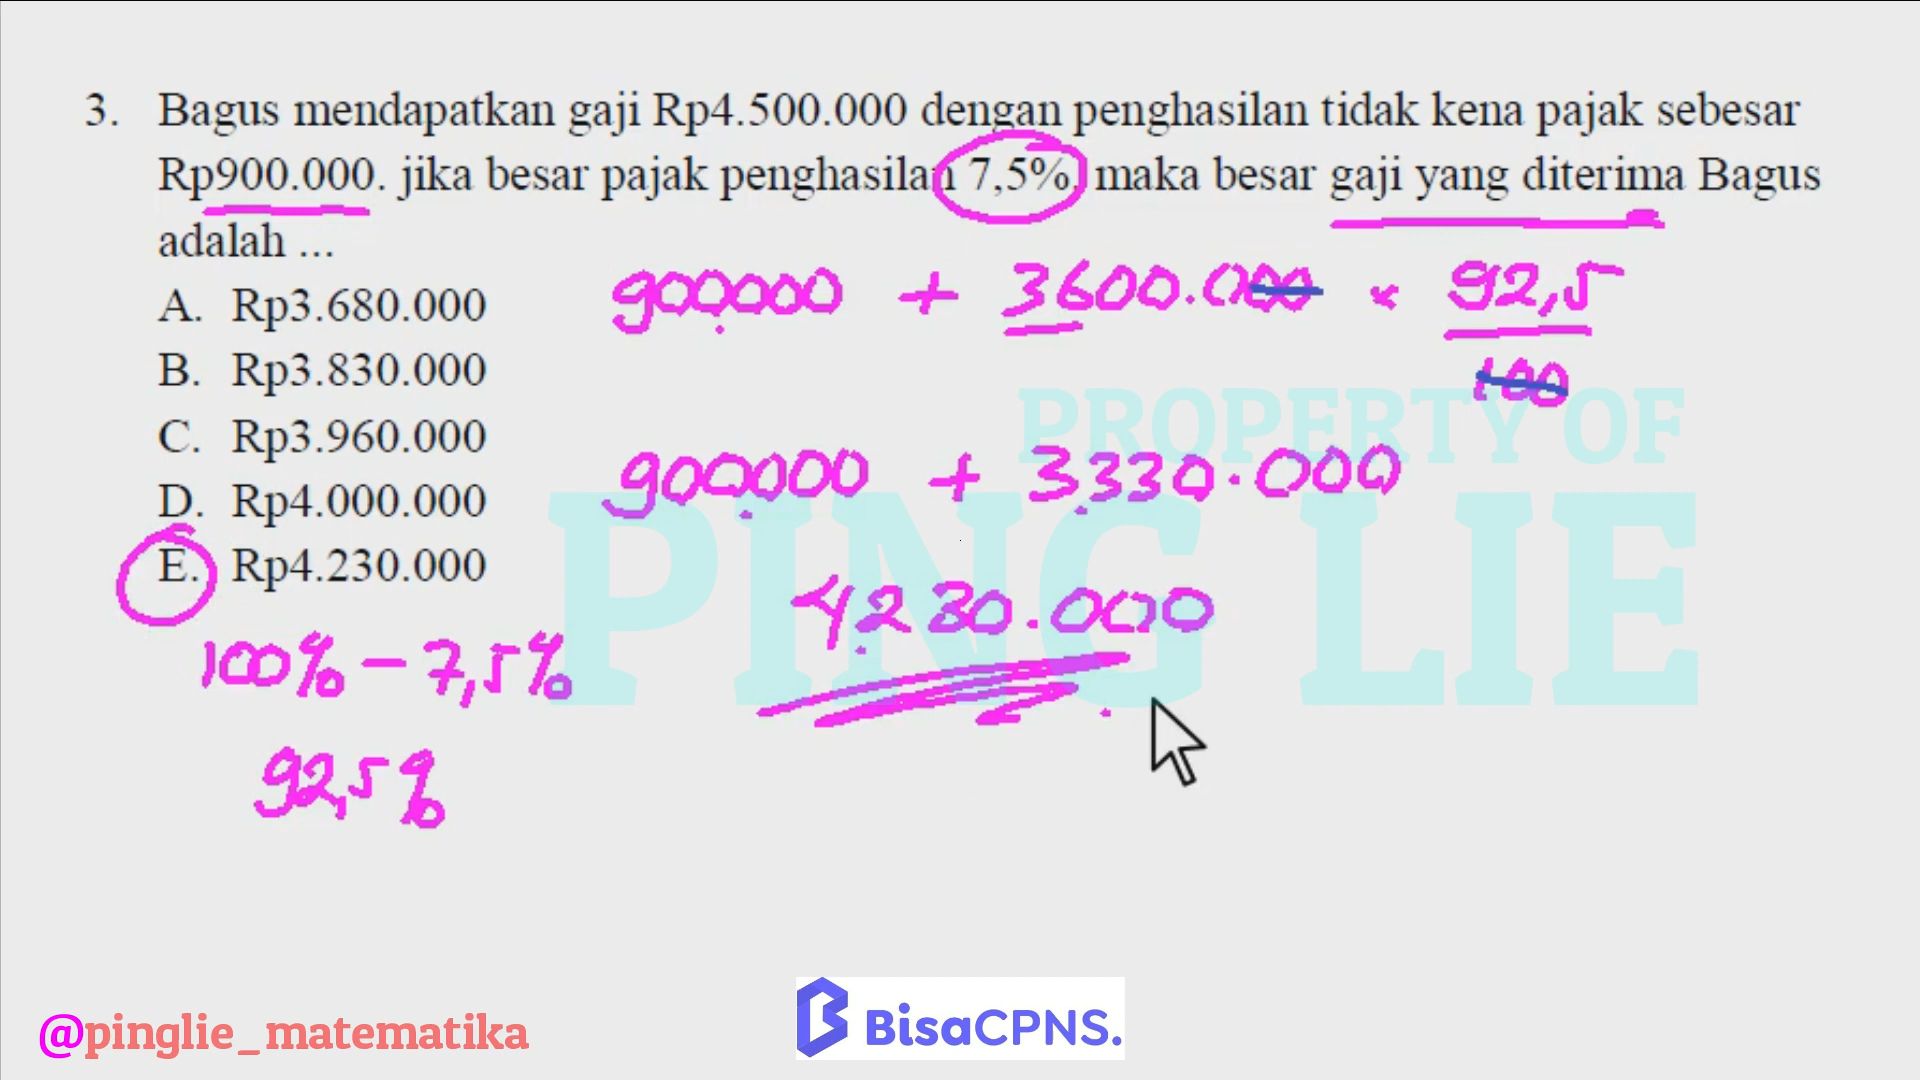 3. Bagus mendapatkan gaji Rp4.500.000 dengan penghasilan tidak kena pajak sebesar
Rp900.000. jika besar pajak penghasilan 7,5%, maka besar gaji yang diterima Bagus
adalah ...
A. Rp3.680.000
B. Rp3.830.000
C. Rp3.960.000
D. Rp4.000.000
E. Rp4.230.000
900000 + 3600.000 × 92,5
100
900000 + 3330.000
4230.000
100% - 7,5%
92,5%
PROPERTY OF
PING LIE
@pinglie_matematika
BisaCPNS.